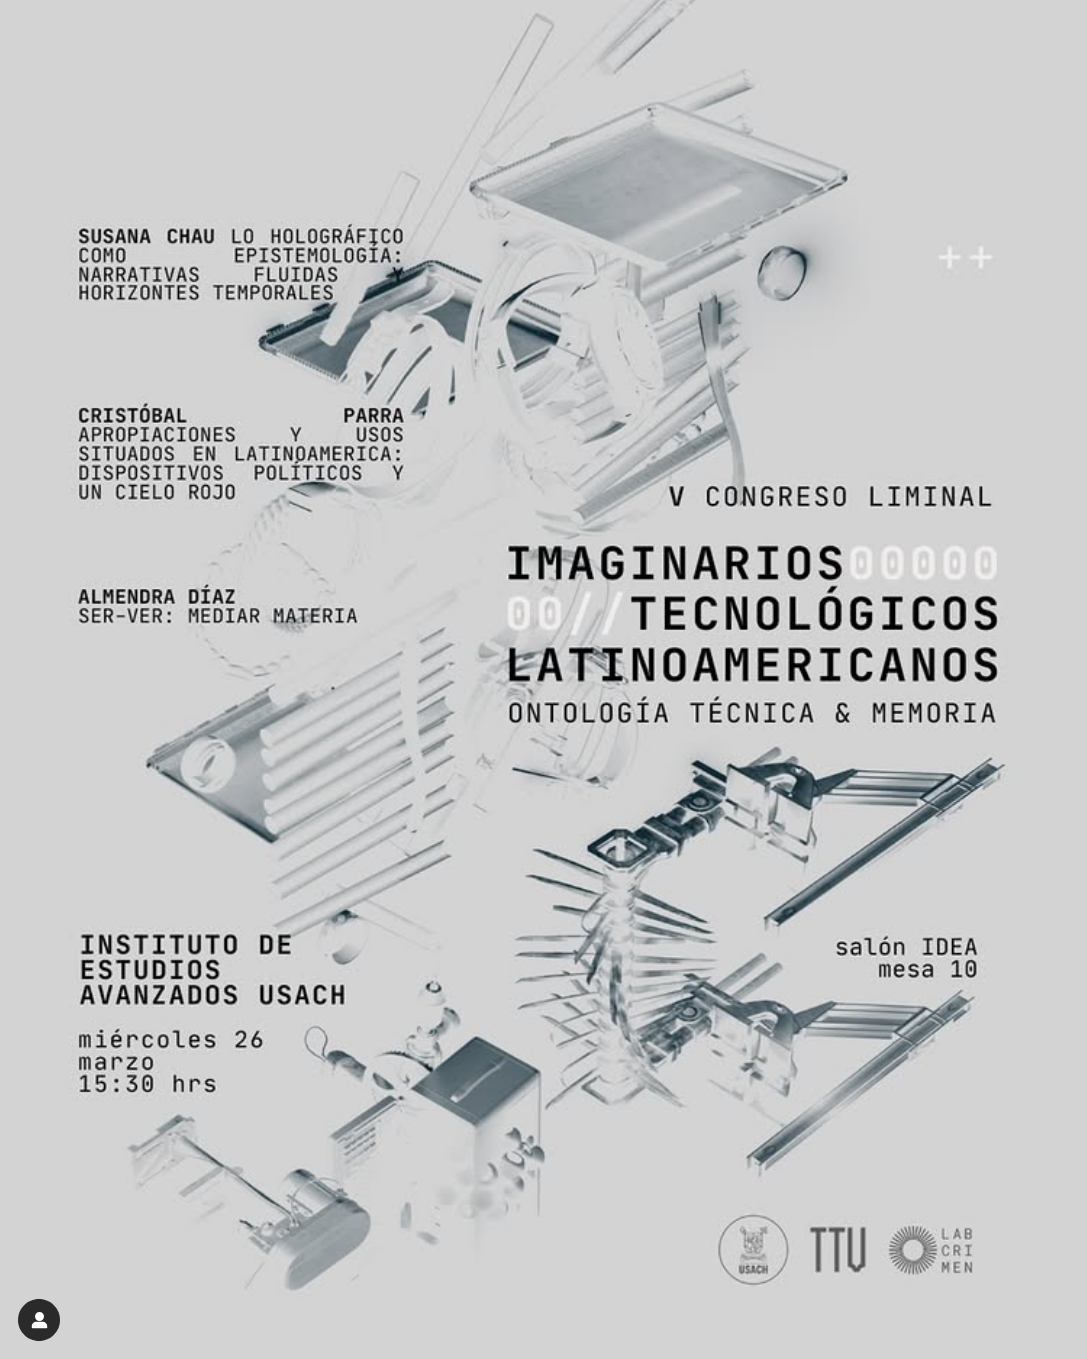 SUSANA CHAU LO HOLOGRÁFICO
COMO EPISTEMOLOGÍA:
NARRATIVAS FLUIDAS Y
HORIZONTES TEMPORALES
++
CRISTÓBAL PARRA
APROPIACIONES Y USOS
SITUADOS EN LATINOAMERICA:
DISPOSITIVOS POLÍTICOS Y
UN CIELO ROJO
V CONGRESO LIMINAL
IMAGINARIOS00000
00//TECNOLÓGICOS
LATINOAMERICANOS
ONTOLOGÍA TÉCNICA & MEMORIA
ALMENDRA DÍAZ
SER-VER: MEDIAR MATERIA
INSTITUTO DE
ESTUDIOS
AVANZADOS USACH
miércoles 26
marzo
15:30 hrs
salón IDEA
mesa 10
USACH
TTU
LAB
CRI
MEN